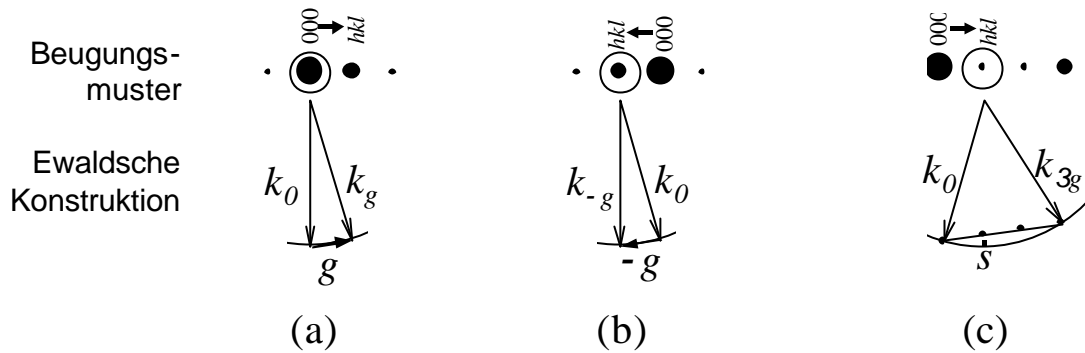 000 hkl
hkl 000
000 hkl
Beugungs-
muster
Ewaldsche
Konstruktion
k0 kg
g
k-g k0
-g
k0 k3g
s
(a) (b) (c)